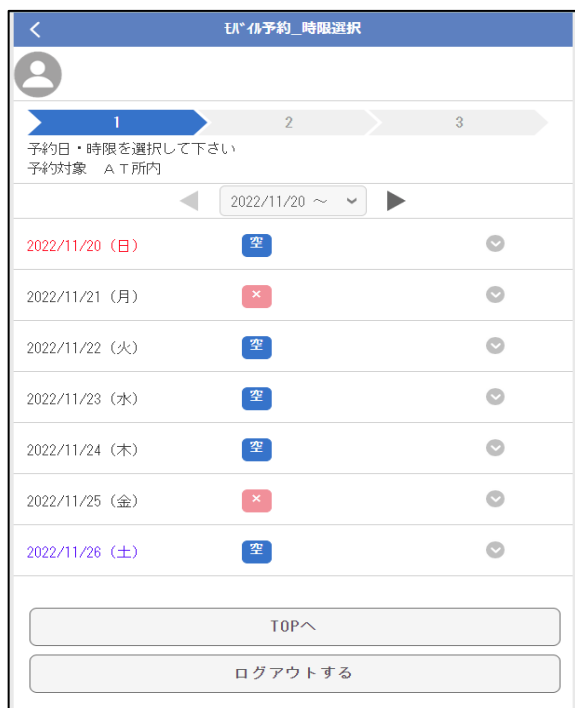 ﾓﾊﾞｲﾙ予約_時限選択
1 2 3
予約日・時限を選択して下さい
予約対象　ＡＴ所内
2022/11/20 ～
2022/11/20 (日) 空
2022/11/21 (月) ×
2022/11/22 (火) 空
2022/11/23 (水) 空
2022/11/24 (木) 空
2022/11/25 (金) ×
2022/11/26 (土) 空
TOPへ
ログアウトする